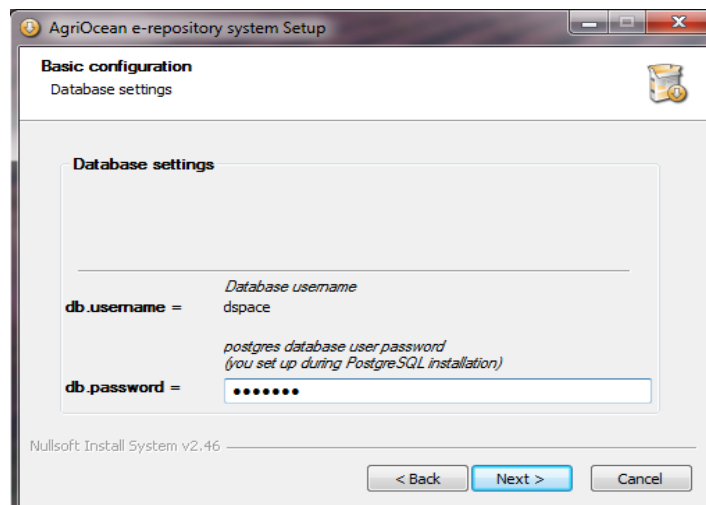 AgriOcean e-repository system Setup
Basic configuration
Database settings
Database settings
Database username
db.username =
dspace
postgres database user password
(you set up during PostgreSQL installation)
db.password =
•••••••
Nullsoft Install System v2.46
< Back
Next >
Cancel